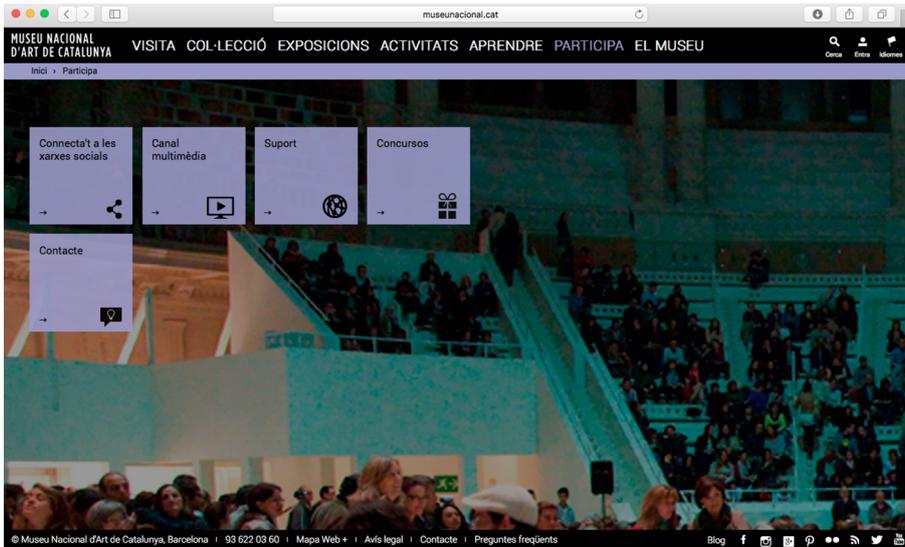 museunacional.cat
MUSEU NACIONAL
D'ART DE CATALUNYA
VISITA COL·LECCIÓ EXPOSICIONS ACTIVITATS APRENDRE PARTICIPA EL MUSEU
Cerca Entra Idiomes
Inici › Participa
Connecta't a les
xarxes socials
Canal
multimèdia
Suport
Concursos
Contacte
© Museu Nacional d'Art de Catalunya, Barcelona | 93 622 03 60 | Mapa Web + | Avís legal | Contacte | Preguntes freqüents
Blog